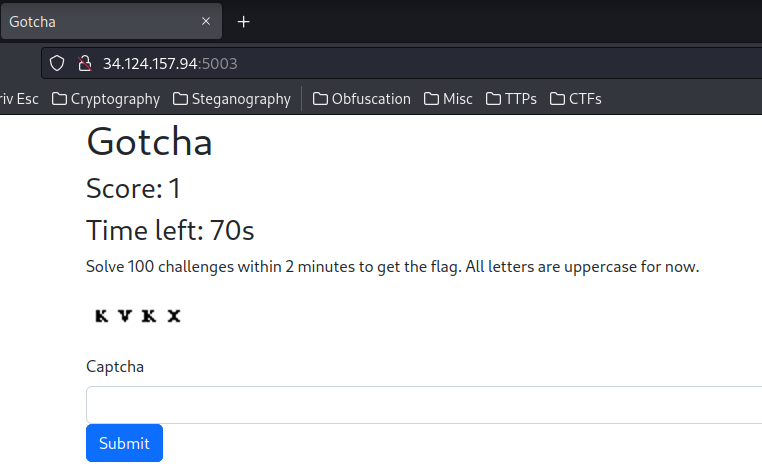 Gotcha
34.124.157.94:5003
riv Esc Cryptography Steganography Obfuscation Misc TTPs CTFs
Gotcha
Score: 1
Time left: 70s
Solve 100 challenges within 2 minutes to get the flag. All letters are uppercase for now.
K V K X
Captcha
Submit